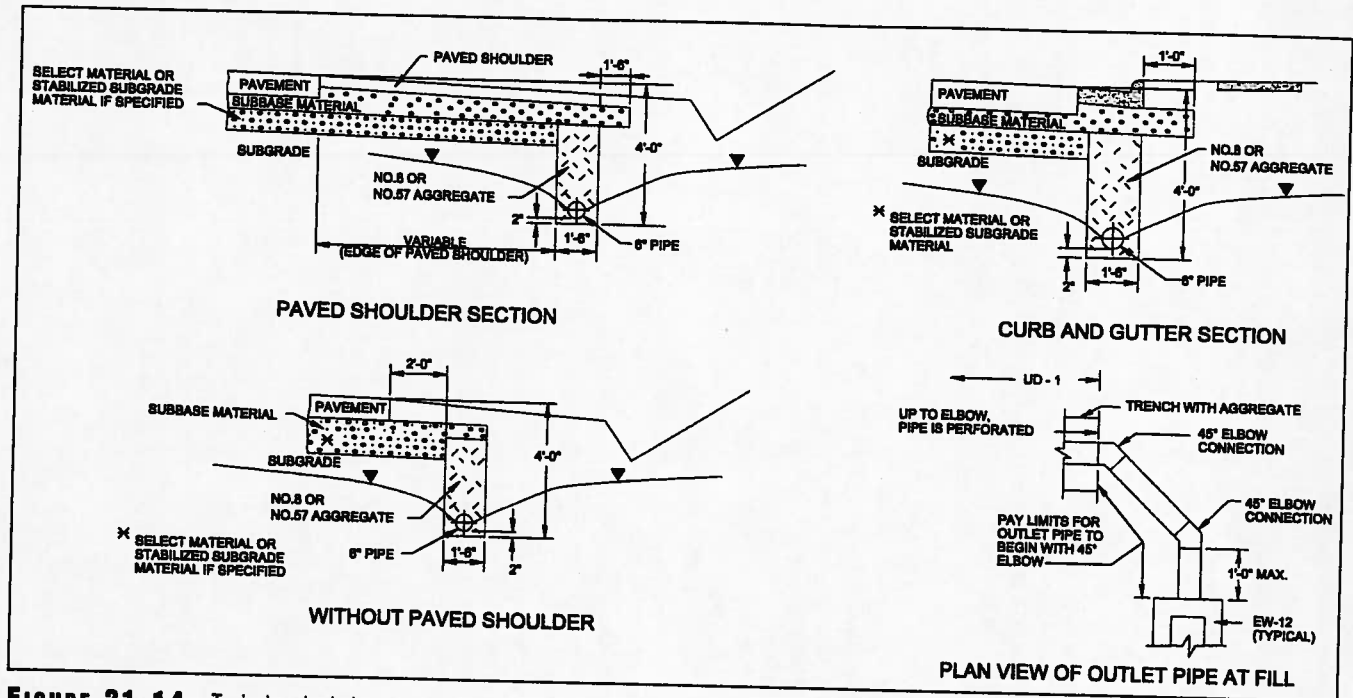 PAVED SHOULDER
1'-6"
SELECT MATERIAL OR
STABILIZED SUBGRADE
MATERIAL IF SPECIFIED
PAVEMENT
SUBBASE MATERIAL
SUBGRADE
4'-0"
NO.8 OR
NO.57 AGGREGATE
2"
VARIABLE
(EDGE OF PAVED SHOULDER)
1'-6"
6" PIPE
PAVED SHOULDER SECTION
1'-0"
PAVEMENT
SUBBASE MATERIAL
SUBGRADE
NO.8 OR
NO.57 AGGREGATE
4'-0"
SELECT MATERIAL OR
STABILIZED SUBGRADE
MATERIAL
2"
1'-6"
6" PIPE
CURB AND GUTTER SECTION
2'-0"
SUBBASE MATERIAL
PAVEMENT
SUBGRADE
4'-0"
NO.8 OR
NO.57 AGGREGATE
SELECT MATERIAL OR
STABILIZED SUBGRADE
MATERIAL IF SPECIFIED
6" PIPE
1'-6"
2"
WITHOUT PAVED SHOULDER
UD - 1
UP TO ELBOW,
PIPE IS PERFORATED
TRENCH WITH AGGREGATE
45° ELBOW
CONNECTION
45° ELBOW
CONNECTION
PAY LIMITS FOR
OUTLET PIPE TO
BEGIN WITH 45°
ELBOW
1'-0" MAX.
EW-12
(TYPICAL)
PLAN VIEW OF OUTLET PIPE AT FILL
FIGURE 21-14